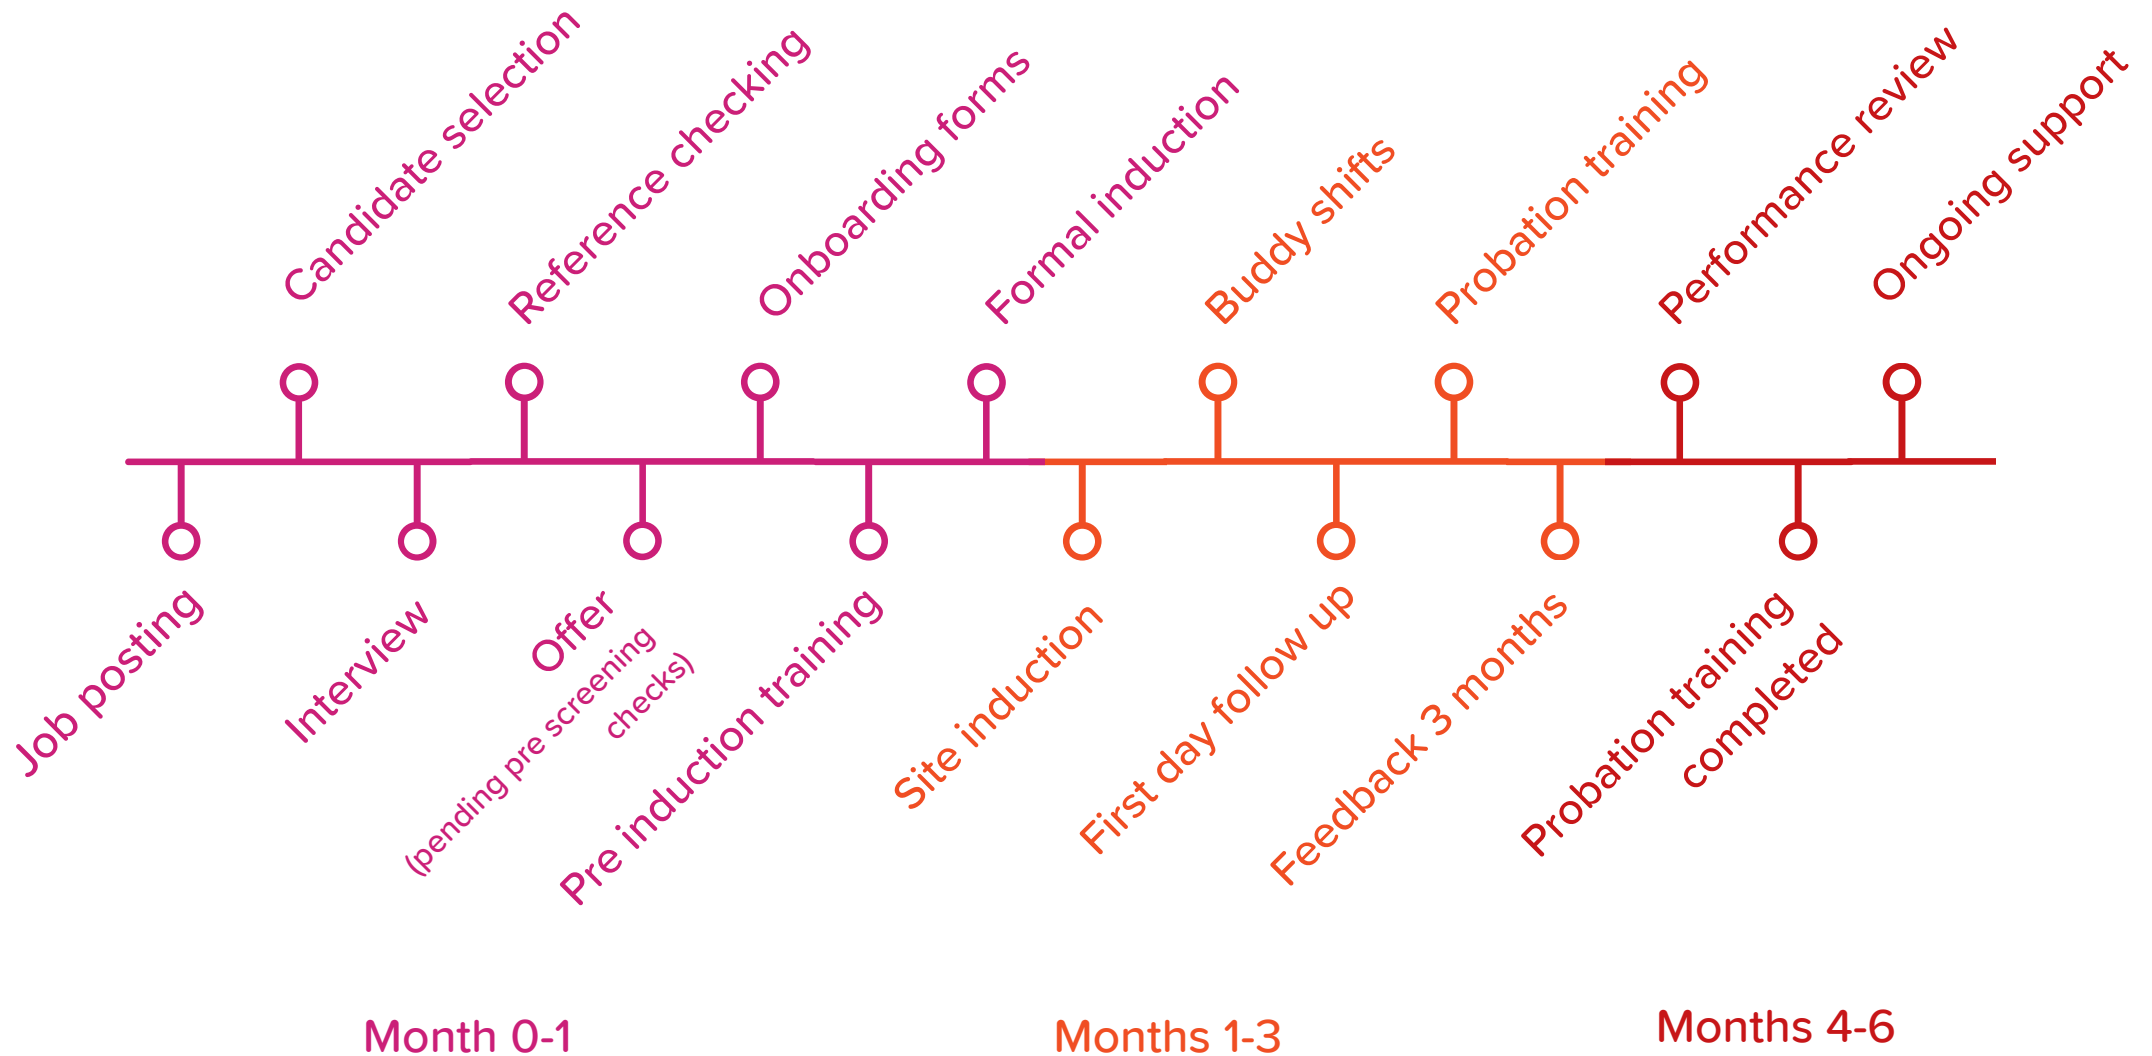 Candidate selection
Reference checking
Onboarding forms
Formal induction
Buddy shifts
Probation training
Performance review
Ongoing support
Job posting
Interview
Offer
(pending pre screening
checks)
Pre induction training
Site induction
First day follow up
Feedback 3 months
Probation training
completed
Month 0-1
Months 1-3
Months 4-6